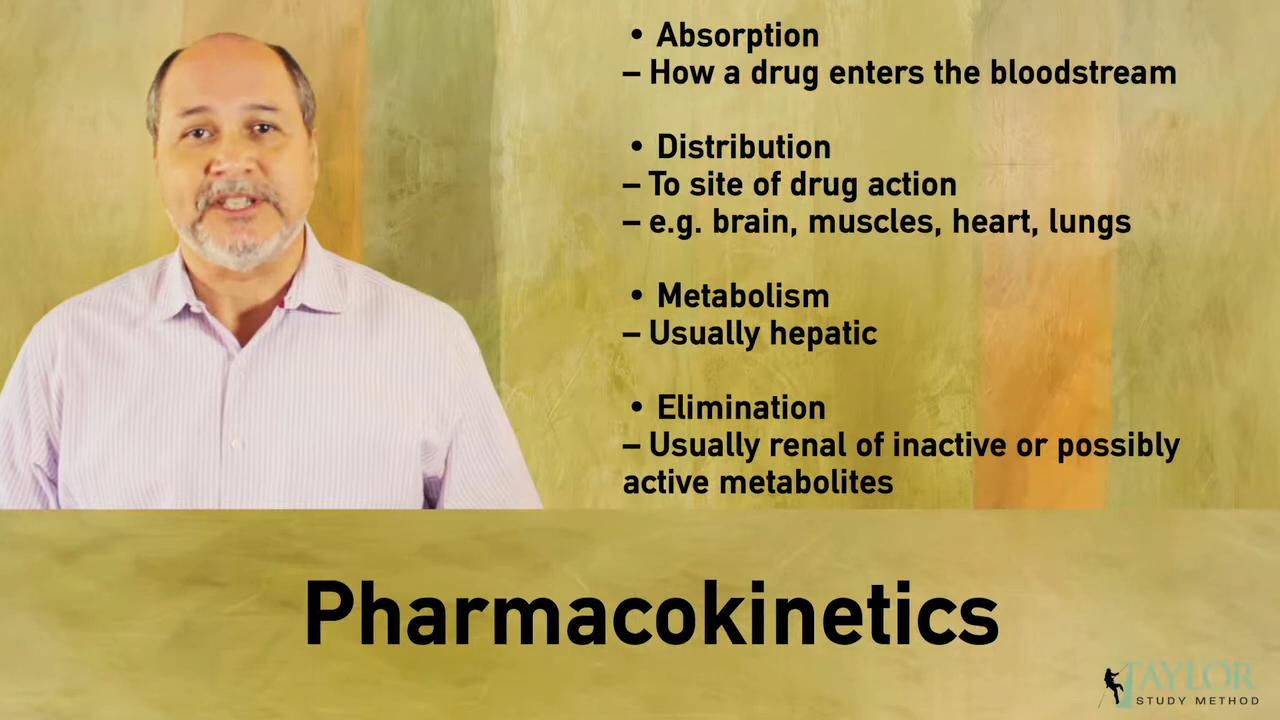 • Absorption
– How a drug enters the bloodstream
• Distribution
– To site of drug action
– e.g. brain, muscles, heart, lungs
• Metabolism
– Usually hepatic
• Elimination
– Usually renal of inactive or possibly
active metabolites
Pharmacokinetics
TAYLOR
STUDY METHOD